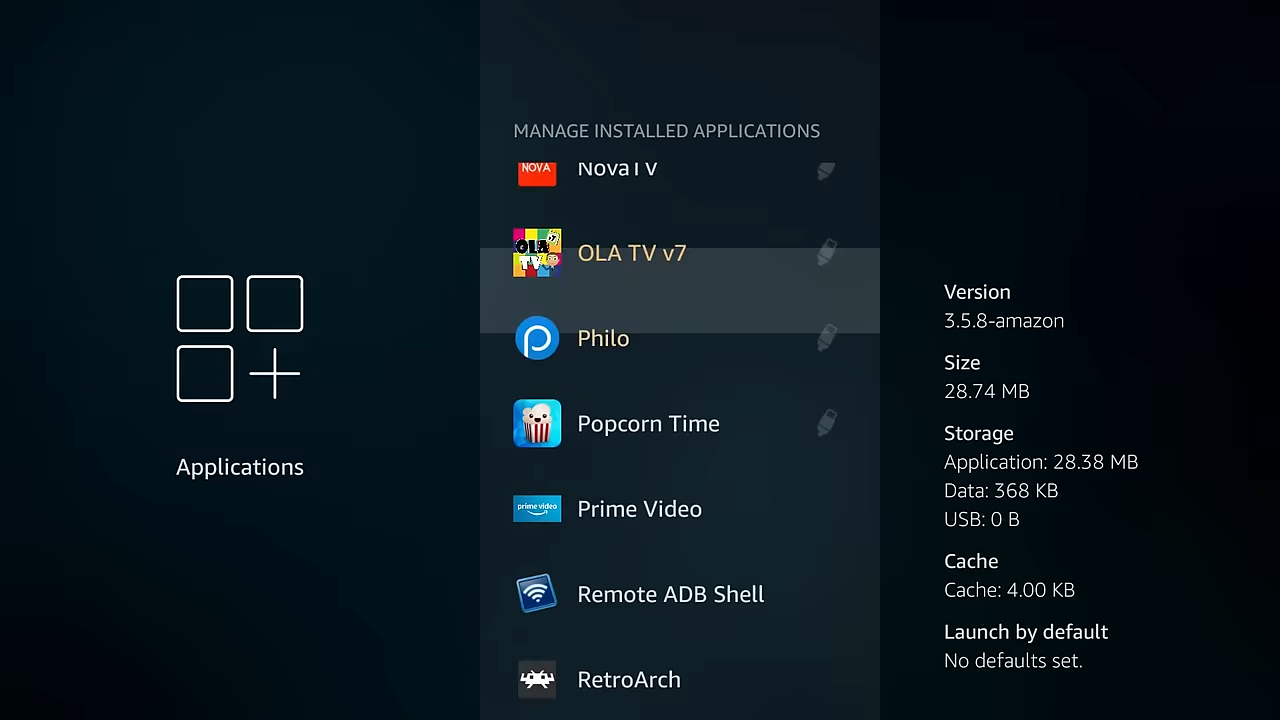 MANAGE INSTALLED APPLICATIONS
NOVA
NovaTV
OLA
TV
OLA TV v7
Philo
Popcorn Time
prime video
Prime Video
Remote ADB Shell
RetroArch
Applications
Version
3.5.8-amazon
Size
28.74 MB
Storage
Application: 28.38 MB
Data: 368 KB
USB: 0 B
Cache
Cache: 4.00 KB
Launch by default
No defaults set.